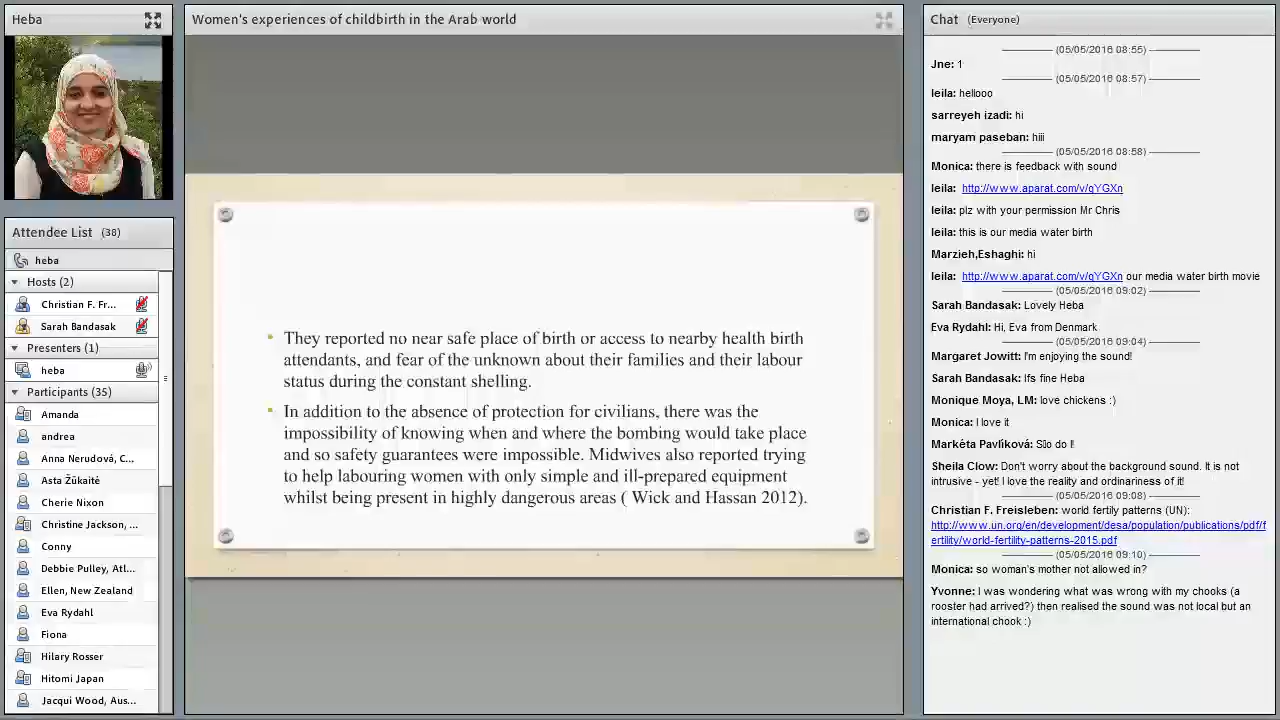 Heba
Attendee List (38)
heba
Hosts (2)
Christian F. Fr...
Sarah Bandasak
Presenters (1)
heba
Participants (35)
Amanda
andrea
Anna Nerudová, C...
Asta Žūkaitė
Cherie Nixon
Christine Jackson, ...
Conny
Debbie Pulley, Atl...
Ellen, New Zealand
Eva Rydahl
Fiona
Hilary Rosser
Hitomi Japan
Jacqui Wood, Aus...
Women's experiences of childbirth in the Arab world
They reported no near safe place of birth or access to nearby health birth
attendants, and fear of the unknown about their families and their labour
status during the constant shelling.
In addition to the absence of protection for civilians, there was the
impossibility of knowing when and where the bombing would take place
and so safety guarantees were impossible. Midwives also reported trying
to help labouring women with only simple and ill-prepared equipment
whilst being present in highly dangerous areas ( Wick and Hassan 2012).
Chat (Everyone)
(05/05/2016 08:55)
Jne: 1
(05/05/2016 08:57)
leila: hellooo
sarreyeh izadi: hi
maryam paseban: hiii
(05/05/2016 08:58)
Monica: there is feedback with sound
leila: http://www.aparat.com/v/qYGXn
leila: plz with your permission Mr Chris
leila: this is our media water birth
Marzieh,Eshaghi: hi
leila: http://www.aparat.com/v/qYGXn our media water birth movie
(05/05/2016 09:02)
Sarah Bandasak: Lovely Heba
Eva Rydahl: Hi, Eva from Denmark
(05/05/2016 09:04)
Margaret Jowitt: I'm enjoying the sound!
Sarah Bandasak: It's fine Heba
Monique Moya, LM: love chickens :)
Monica: I love it
Markéta Pavlíková: do I!
Sheila Clow: Don't worry about the background sound. It is not
intrusive - yet! I love the reality and ordinariness of it!
(05/05/2016 09:08)
Christian F. Freisleben: world fertily patterns (UN):
http://www.un.org/en/development/desa/population/publications/pdf/f
ertility/world-fertility-patterns-2015.pdf
(05/05/2016 09:10)
Monica: so woman's mother not allowed in?
Yvonne: I was wondering what was wrong with my chooks (a
rooster had arrived?) then realised the sound was not local but an
international chook :)